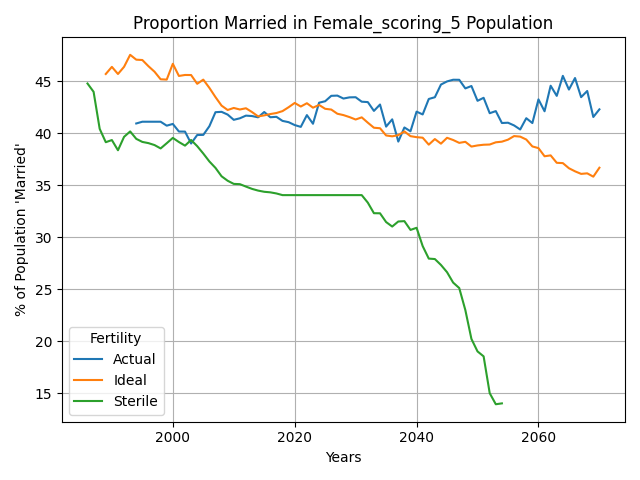 Proportion Married in Female_scoring_5 Population
% of Population 'Married'
45
40
35
30
25
20
15
Fertility
Actual
Ideal
Sterile
2000
2020
2040
2060
Years